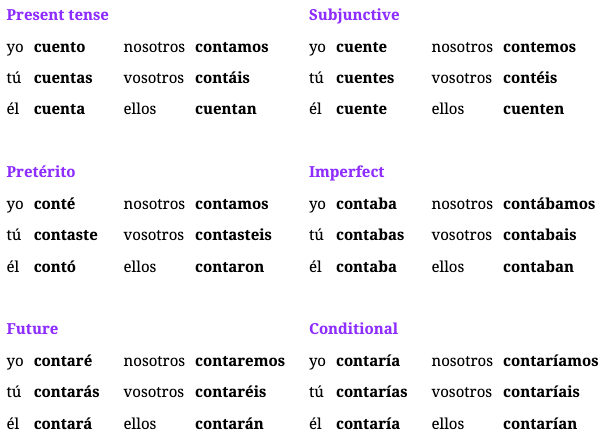 Present tense
yo cuento nosotros contamos
tú cuentas vosotros contáis
él cuenta ellos cuentan
Subjunctive
yo cuente nosotros contemos
tú cuentes vosotros contéis
él cuente ellos cuenten
Pretérito
yo conté nosotros contamos
tú contaste vosotros contasteis
él contó ellos contaron
Imperfect
yo contaba nosotros contábamos
tú contabas vosotros contabais
él contaba ellos contaban
Future
yo contaré nosotros contaremos
tú contarás vosotros contaréis
él contará ellos contarán
Conditional
yo contaría nosotros contaríamos
tú contarías vosotros contaríais
él contaría ellos contarían